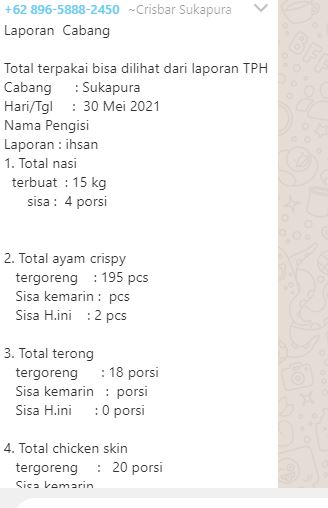 +62 896-5888-2450 ~Crisbar Sukapura
Laporan Cabang
Total terpakai bisa dilihat dari laporan TPH
Cabang : Sukapura
Hari/Tgl : 30 Mei 2021
Nama Pengisi
Laporan : ihsan
1. Total nasi
terbuat : 15 kg
sisa : 4 porsi
2. Total ayam crispy
tergoreng : 195 pcs
Sisa kemarin : pcs
Sisa H.ini : 2 pcs
3. Total terong
tergoreng : 18 porsi
Sisa kemarin : porsi
Sisa H.ini : 0 porsi
4. Total chicken skin
tergoreng : 20 porsi
Sisa kemarin